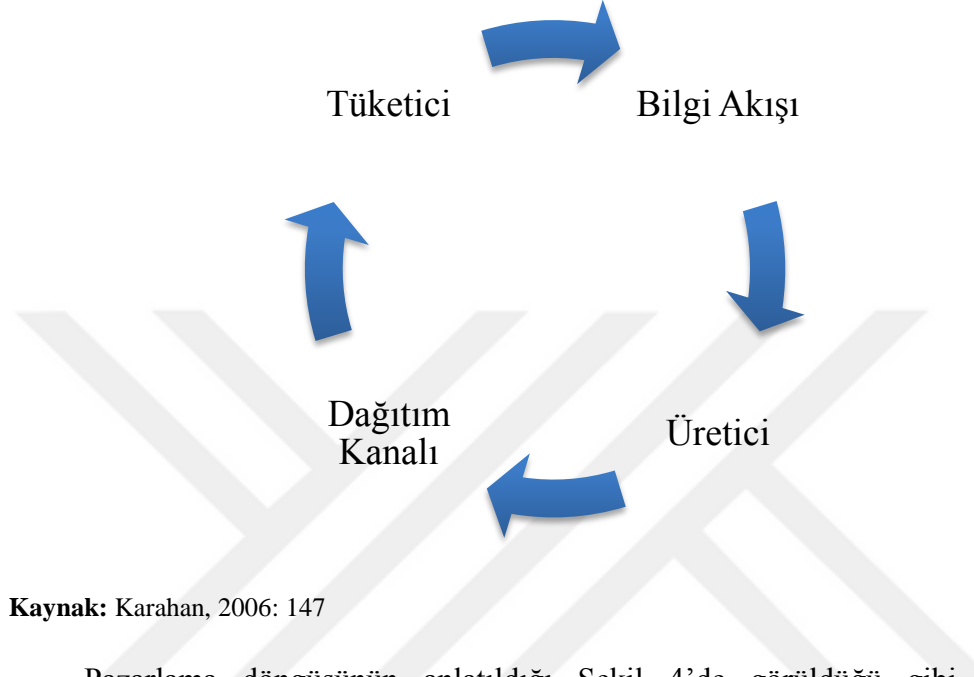 Tüketici
Bilgi Akışı
Dağıtım
Kanalı
Üretici
Kaynak: Karahan, 2006: 147
Pazarlama döngüsünün anlatıldığı Şekil 4’de görüldüğü gibi